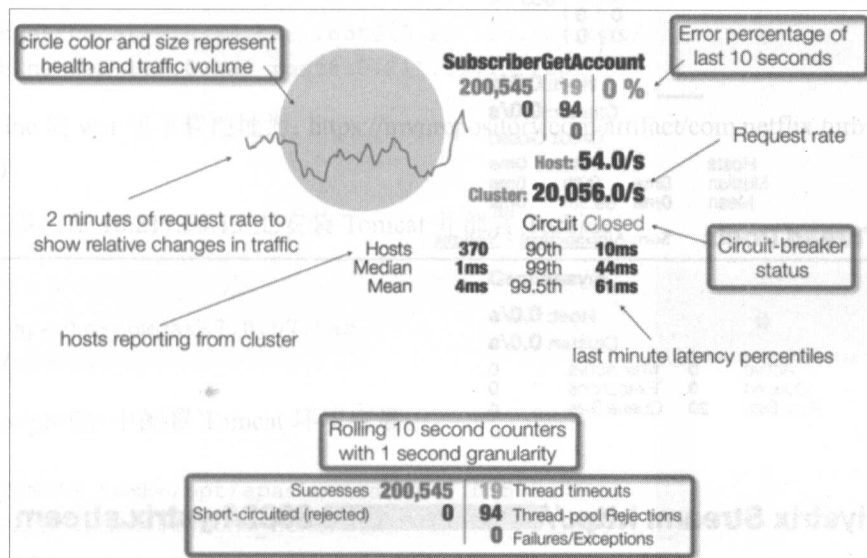 circle color and size represent
health and traffic volume
SubscriberGetAccount
200,545 19 0 %
0 94
0
Error percentage of
last 10 seconds
Host: 54.0/s
Request rate
Cluster: 20,056.0/s
2 minutes of request rate to
show relative changes in traffic
Circuit Closed
Circuit-breaker
status
Hosts 370 90th 10ms
Median 1ms 99th 44ms
Mean 4ms 99.5th 61ms
hosts reporting from cluster
last minute latency percentiles
Rolling 10 second counters
with 1 second granularity
Successes 200,545 19 Thread timeouts
Short-circuited (rejected) 0 94 Thread-pool Rejections
0 Failures/Exceptions